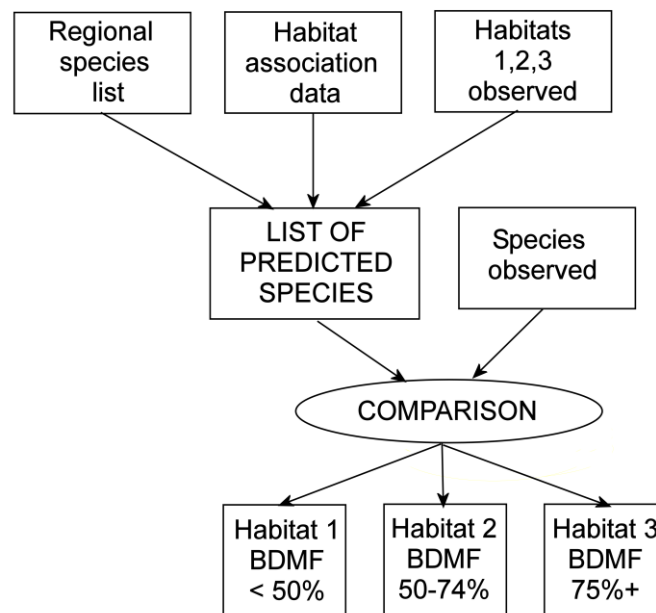 Regional
species
list
Habitat
association
data
Habitats
1,2,3
observed
LIST OF
PREDICTED
SPECIES
Species
observed
COMPARISON
Habitat 1
BDMF
< 50%
Habitat 2
BDMF
50-74%
Habitat 3
BDMF
75%+